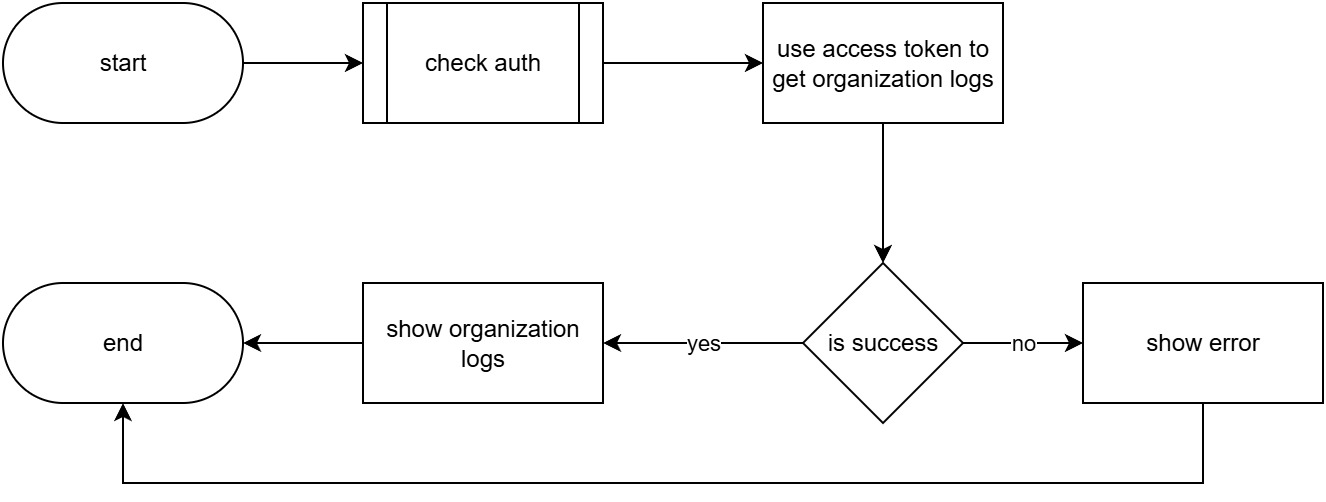 start
check auth
use access token to
get organization logs
end
show organization
logs
yes
is success
no
show error